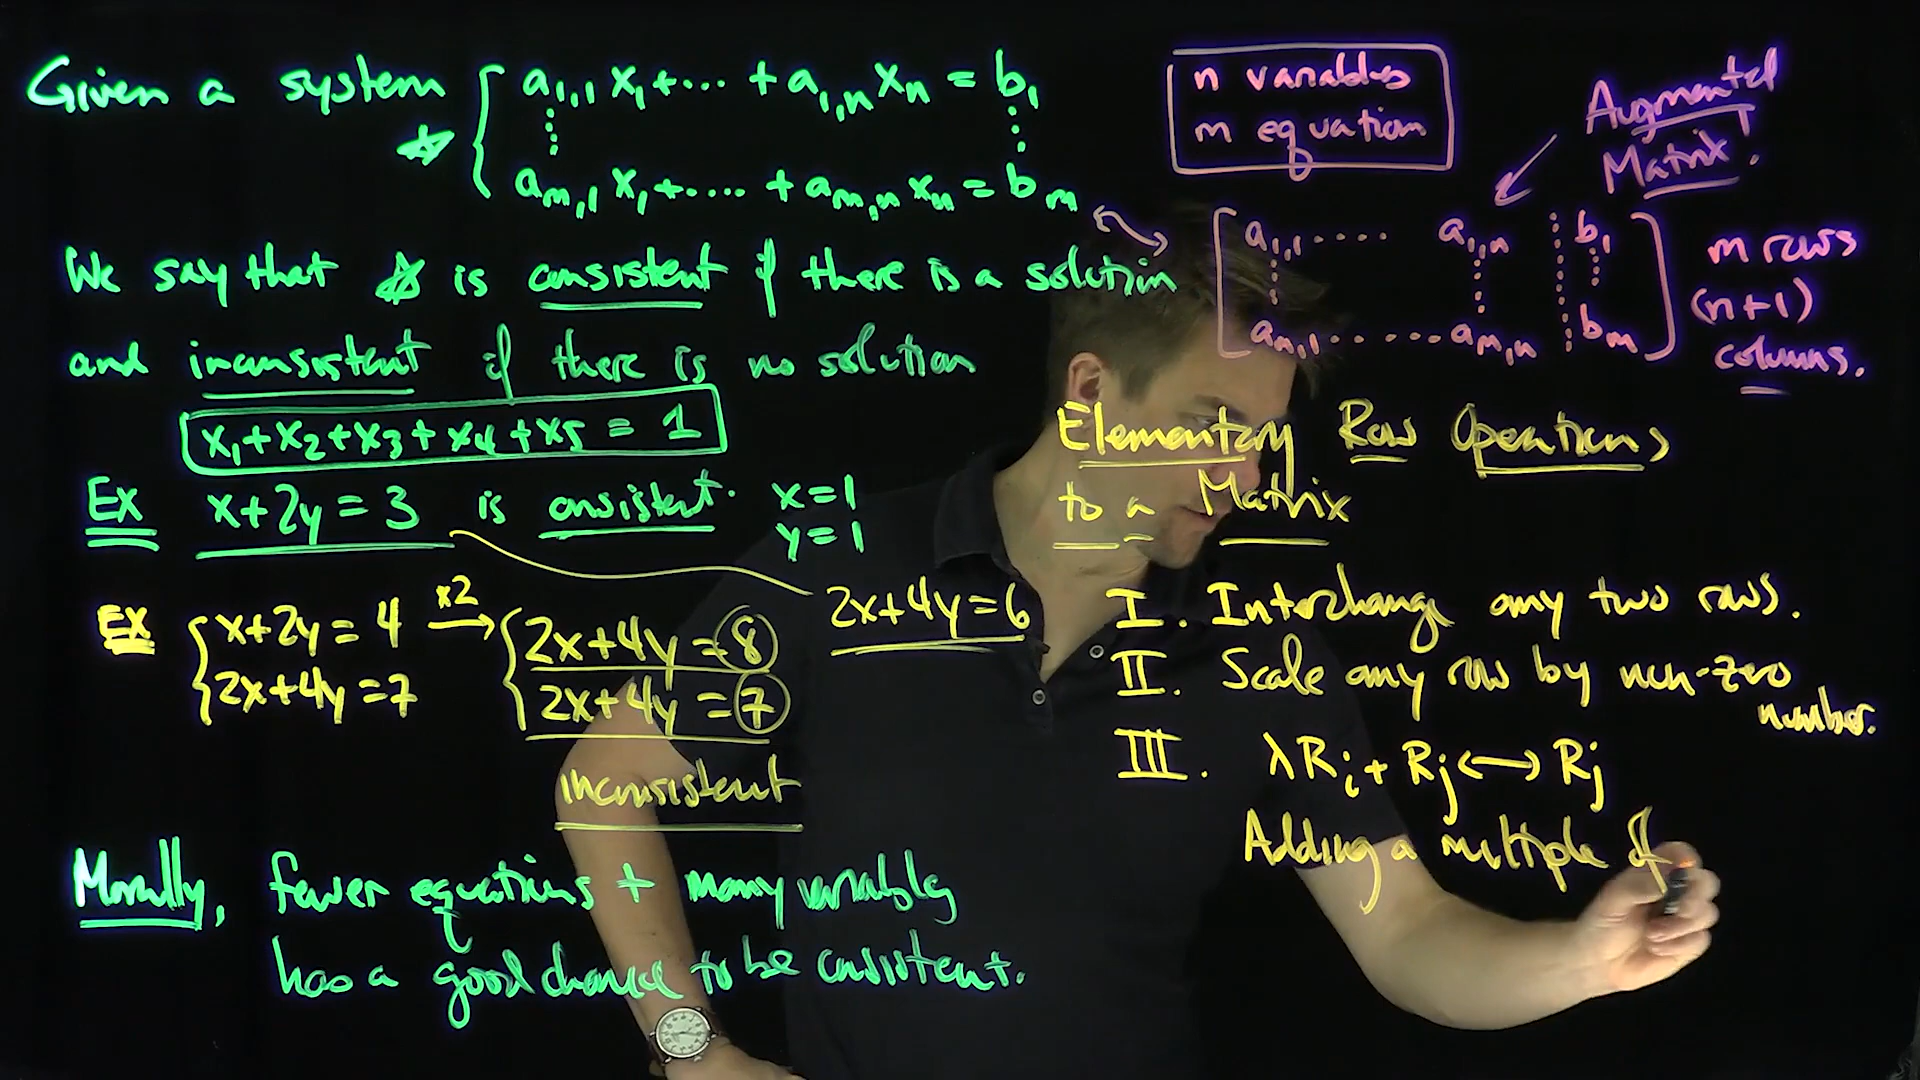 Given a system ☆ { a1,1 x1 + ... + a1,n xn = b1
am,1 x1 + .... + am,n xn = bm
We say that ☆ is consistent if there is a solution
and inconsistent if there is no solution
x1+x2+x3+x4+x5 = 1
Ex x+2y=3 is consistent. x=1
y=1
2x+4y=6
Ex { x+2y=4 x2→ { 2x+4y=8
2x+4y=7 2x+4y=7
inconsistent
Morally, fewer equations + many variables
has a good chance to be consistent.
n variables
m equation
Augmented
Matrix.
[ a1,1 ..... a1,n ⋮ b1 ] m rows
(n+1)
am,1 ...... am,n ⋮ bm columns.
Elementary Row Operations
to a Matrix
I. Interchange any two rows.
II. Scale any row by non-zero
number.
III. λRi + Rj ↔ Rj
Adding a multiple of